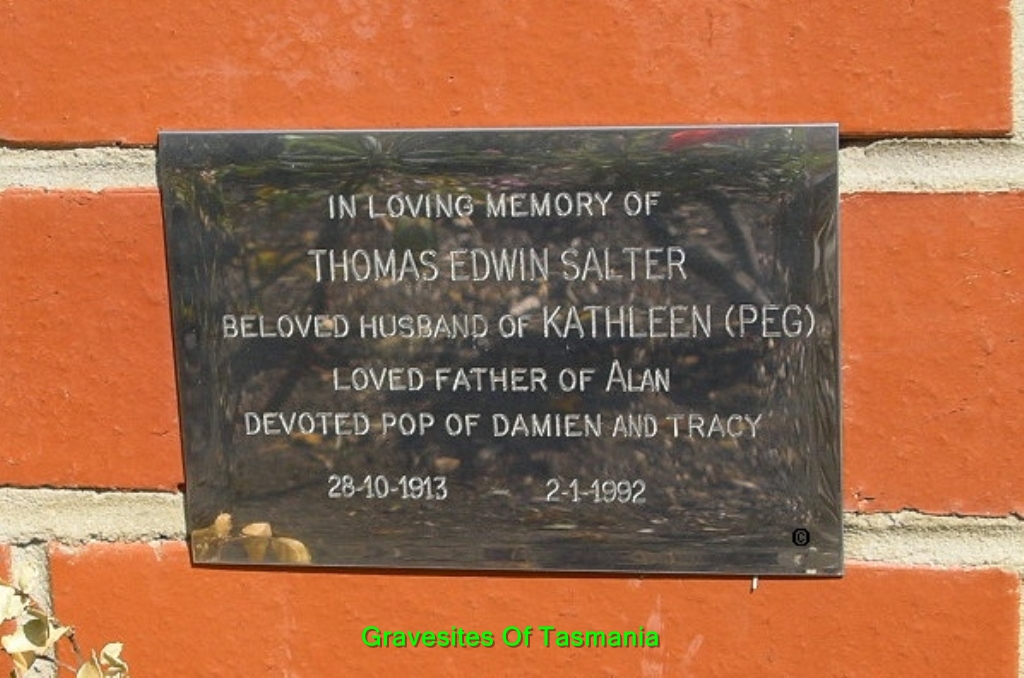 IN LOVING MEMORY OF
THOMAS EDWIN SALTER
BELOVED HUSBAND OF KATHLEEN (PEG)
LOVED FATHER OF ALAN
DEVOTED POP OF DAMIEN AND TRACY
28-10-1913 - 2-1-1992
©
Gravesites Of Tasmania